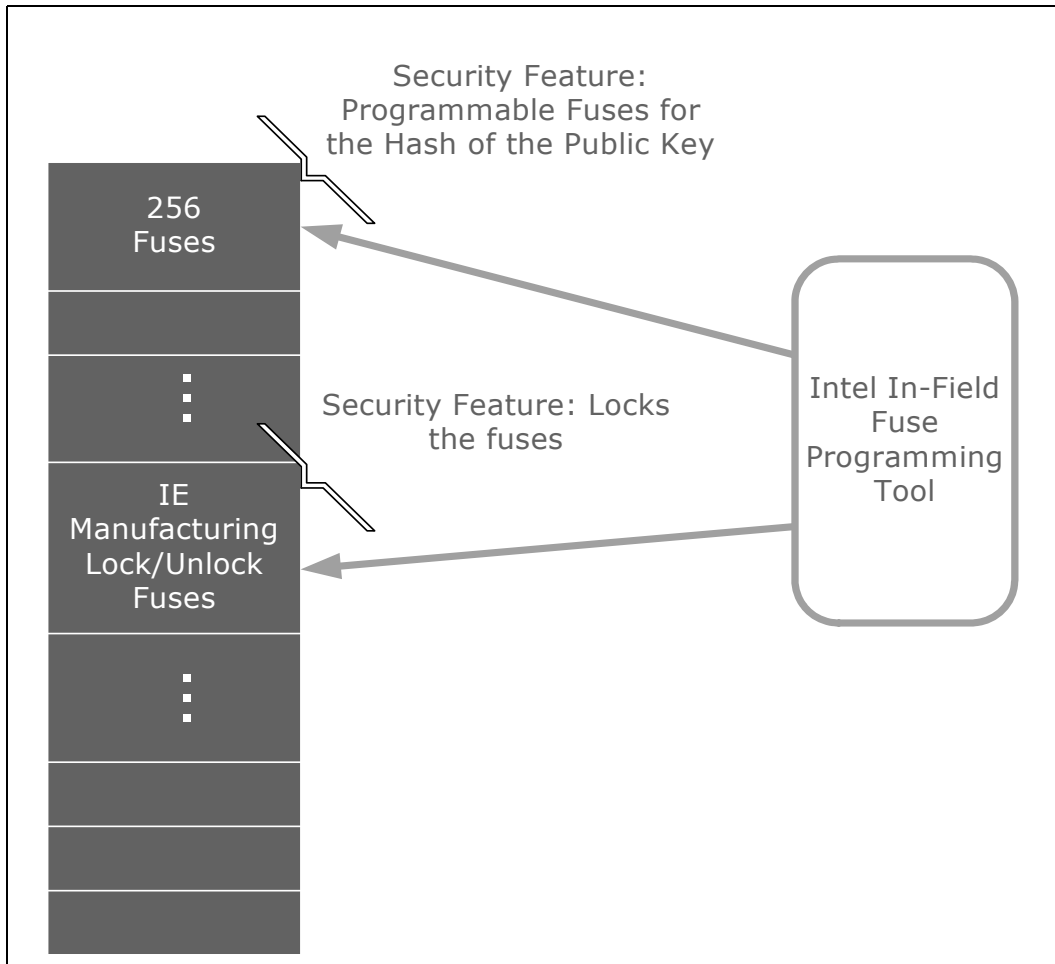 Security Feature:
Programmable Fuses for
the Hash of the Public Key
256
Fuses
Security Feature: Locks
the fuses
IE
Manufacturing
Lock/Unlock
Fuses
Intel In-Field
Fuse
Programming
Tool